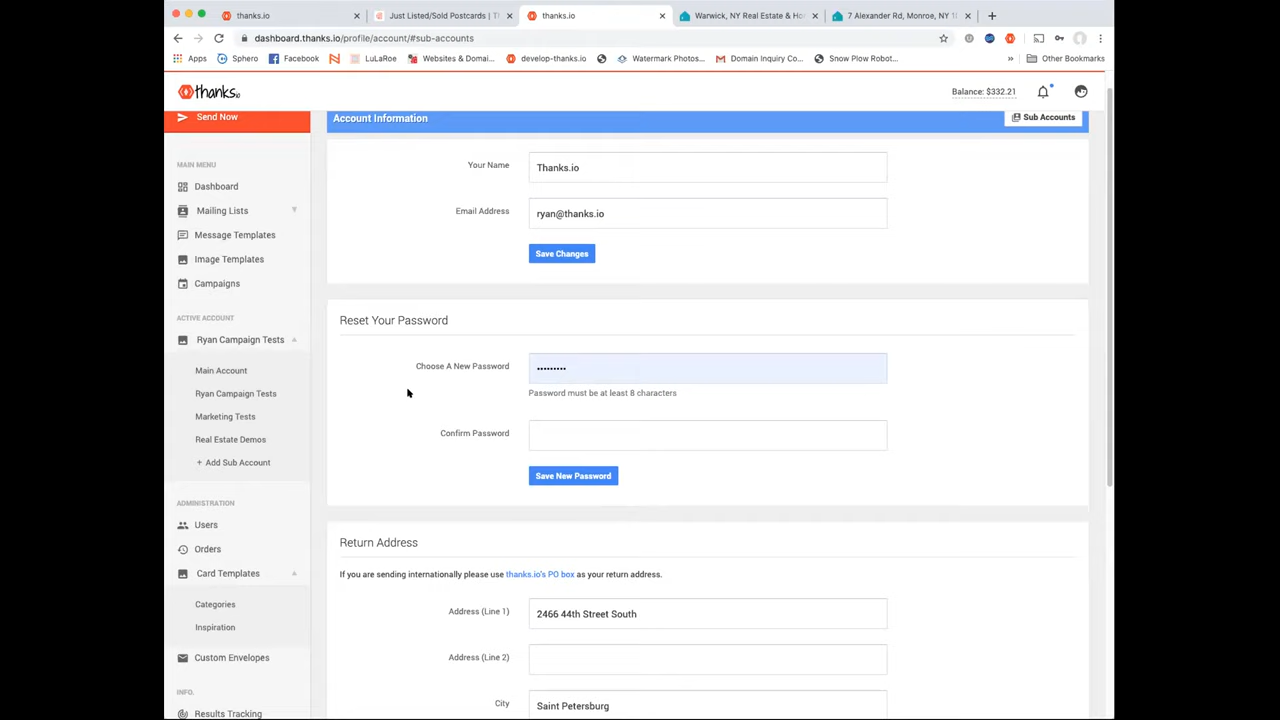 thanks.io
Just Listed/Sold Postcards | Th
thanks.io
Warwick, NY Real Estate & Ho
7 Alexander Rd, Monroe, NY 1
dashboard.thanks.io/profile/account/#sub-accounts
Apps
Sphero
Facebook
LuLaRoe
Websites & Domai...
develop-thanks.io
Watermark Photos...
Domain Inquiry Co...
Snow Plow Robot...
»
Other Bookmarks
thanks.io
Balance: $332.21
Send Now
Account Information
Sub Accounts
MAIN MENU
Dashboard
Mailing Lists
Message Templates
Image Templates
Campaigns
ACTIVE ACCOUNT
Ryan Campaign Tests
Main Account
Ryan Campaign Tests
Marketing Tests
Real Estate Demos
+ Add Sub Account
ADMINISTRATION
Users
Orders
Card Templates
Categories
Inspiration
Custom Envelopes
INFO.
Results Tracking
Your Name
Thanks.io
Email Address
ryan@thanks.io
Save Changes
Reset Your Password
Choose A New Password
•••••••••
Password must be at least 8 characters
Confirm Password
Save New Password
Return Address
If you are sending internationally please use thanks.io's PO box as your return address.
Address (Line 1)
2466 44th Street South
Address (Line 2)
City
Saint Petersburg